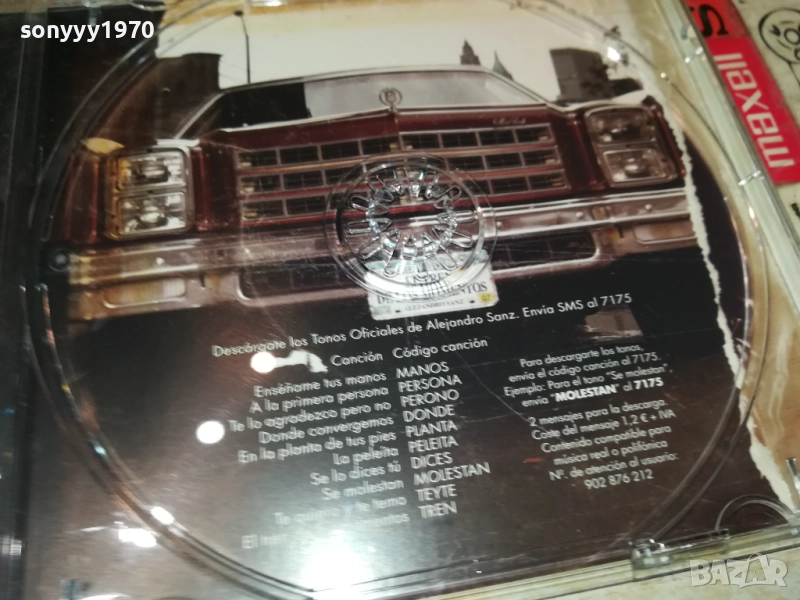 sonyyy1970
S
maxell
ALEJANDRO SANZ
Descárgate los Tonos Oficiales de Alejandro Sanz. Envía SMS al 7175
Canción Código canción
Enséñame tus manos MANOS
A la primera persona PERSONA
Te lo agradezco pero no PERONO
Donde convergemos DONDE
En la planta de tus pies PLANTA
La peleíta PELEITA
Se lo dices tú DICES
Se molestan MOLESTAN
Te quiero y te temo TEYTE
El tren TREN
Para descargarte los tonos,
envía el código canción al 7175.
Ejemplo: Para el tono "Se molestan"
envía "MOLESTAN" al 7175
2 mensajes para la descarga.
Coste del mensaje 1,2 € + IVA
Contenido compatible para
música real o polifónica
Nº. de atención al usuario:
902 876 212
BAZAR